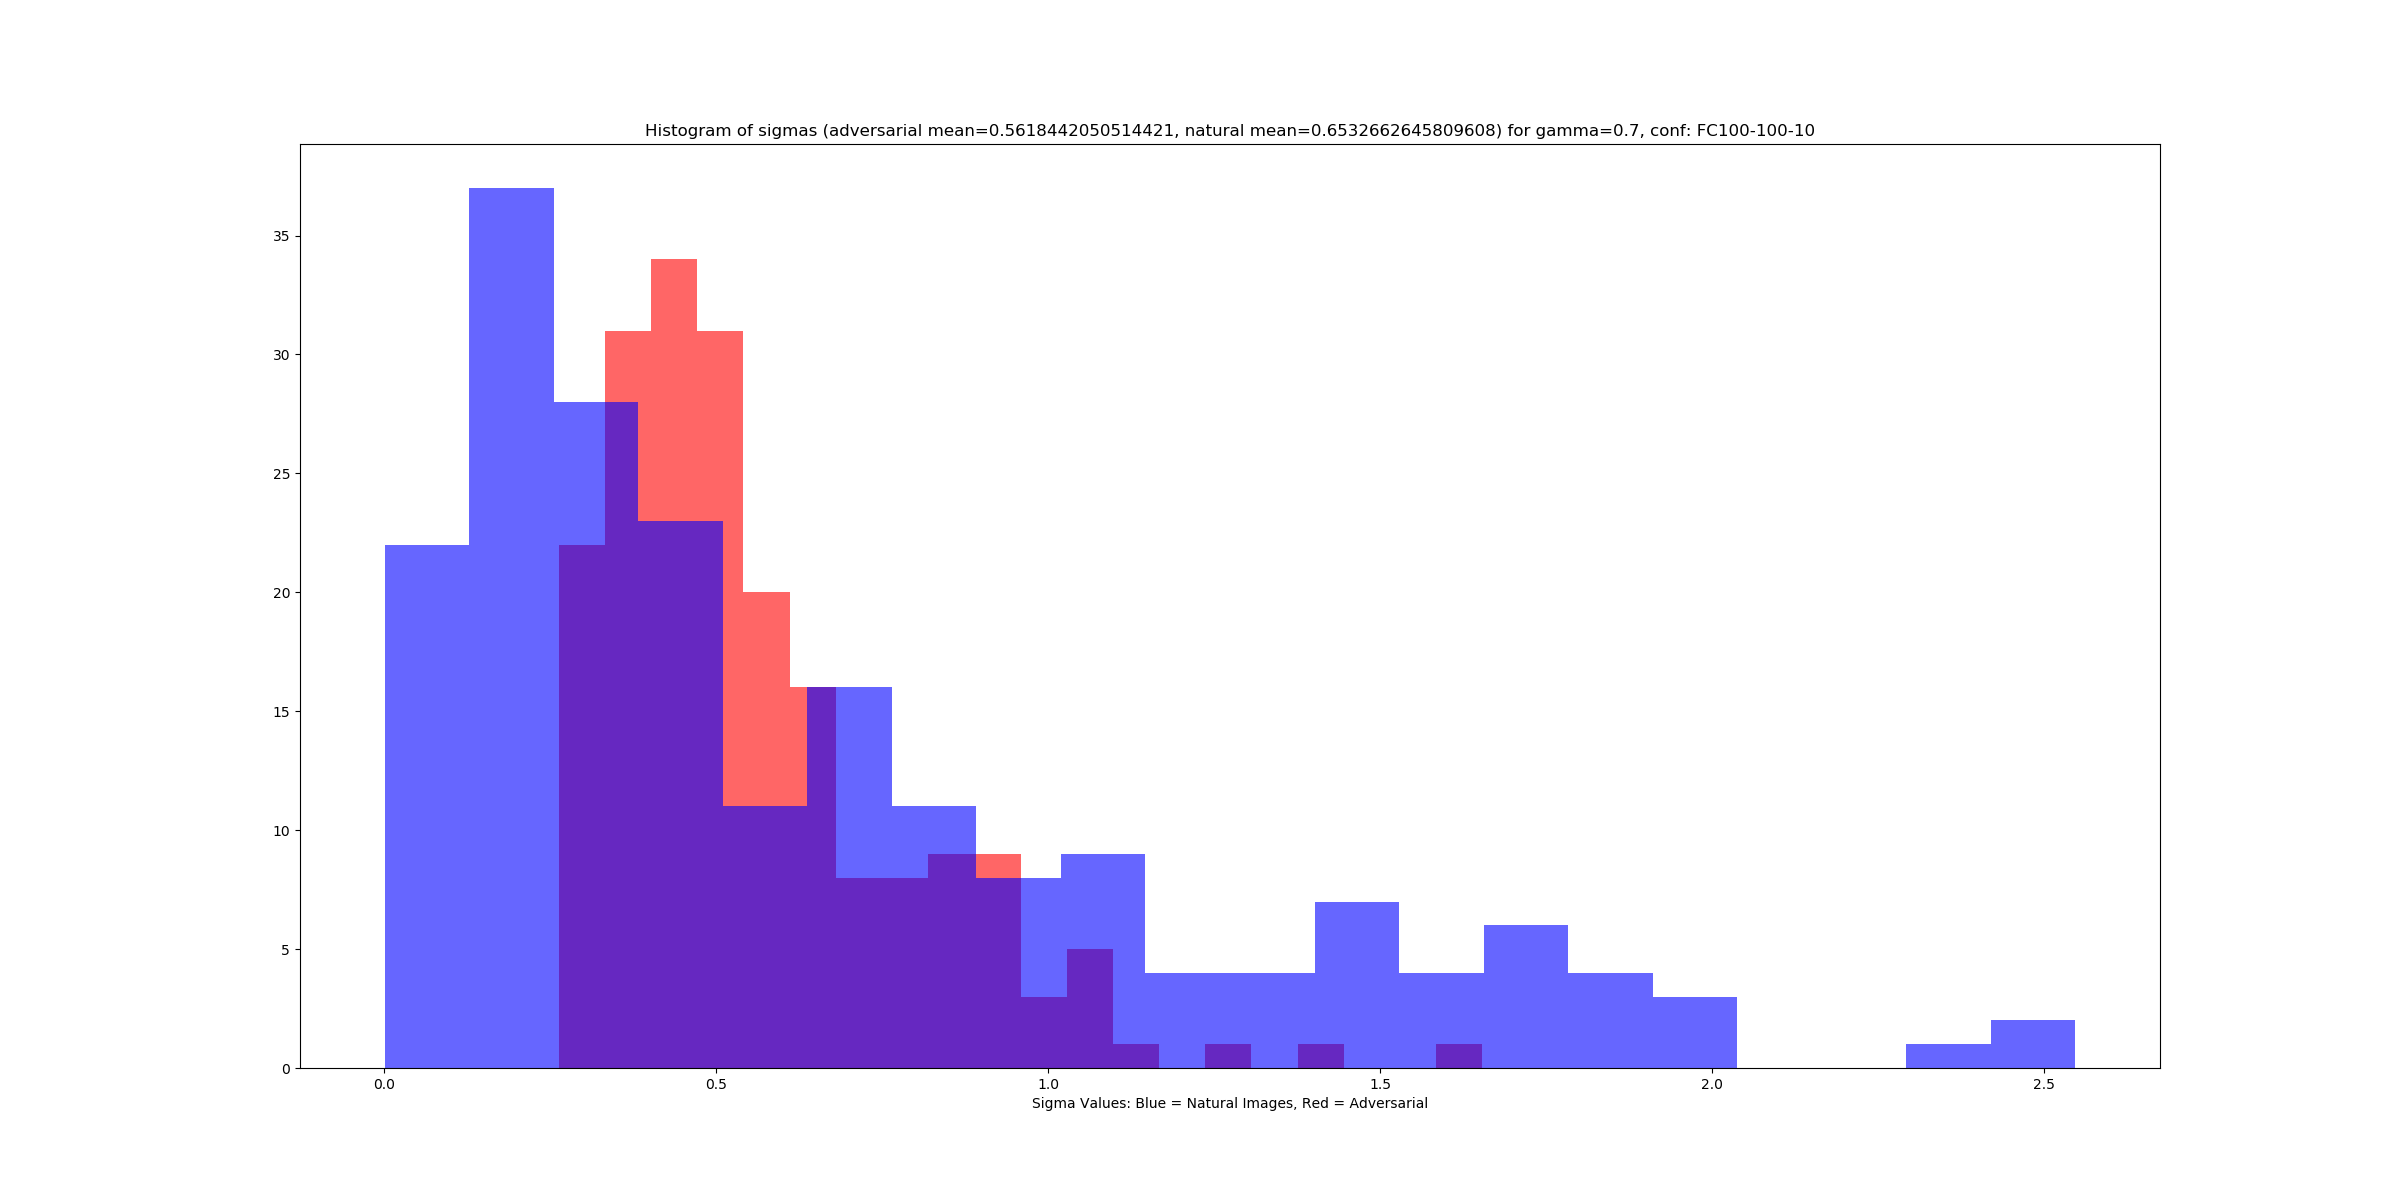 Histogram of sigmas (adversarial mean=0.5618442050514421, natural mean=0.6532662645809608) for gamma=0.7, conf: FC100-100-10
35
30
25
20
15
10
5
0
0.0 0.5 1.0 1.5 2.0 2.5
Sigma Values: Blue = Natural Images, Red = Adversarial